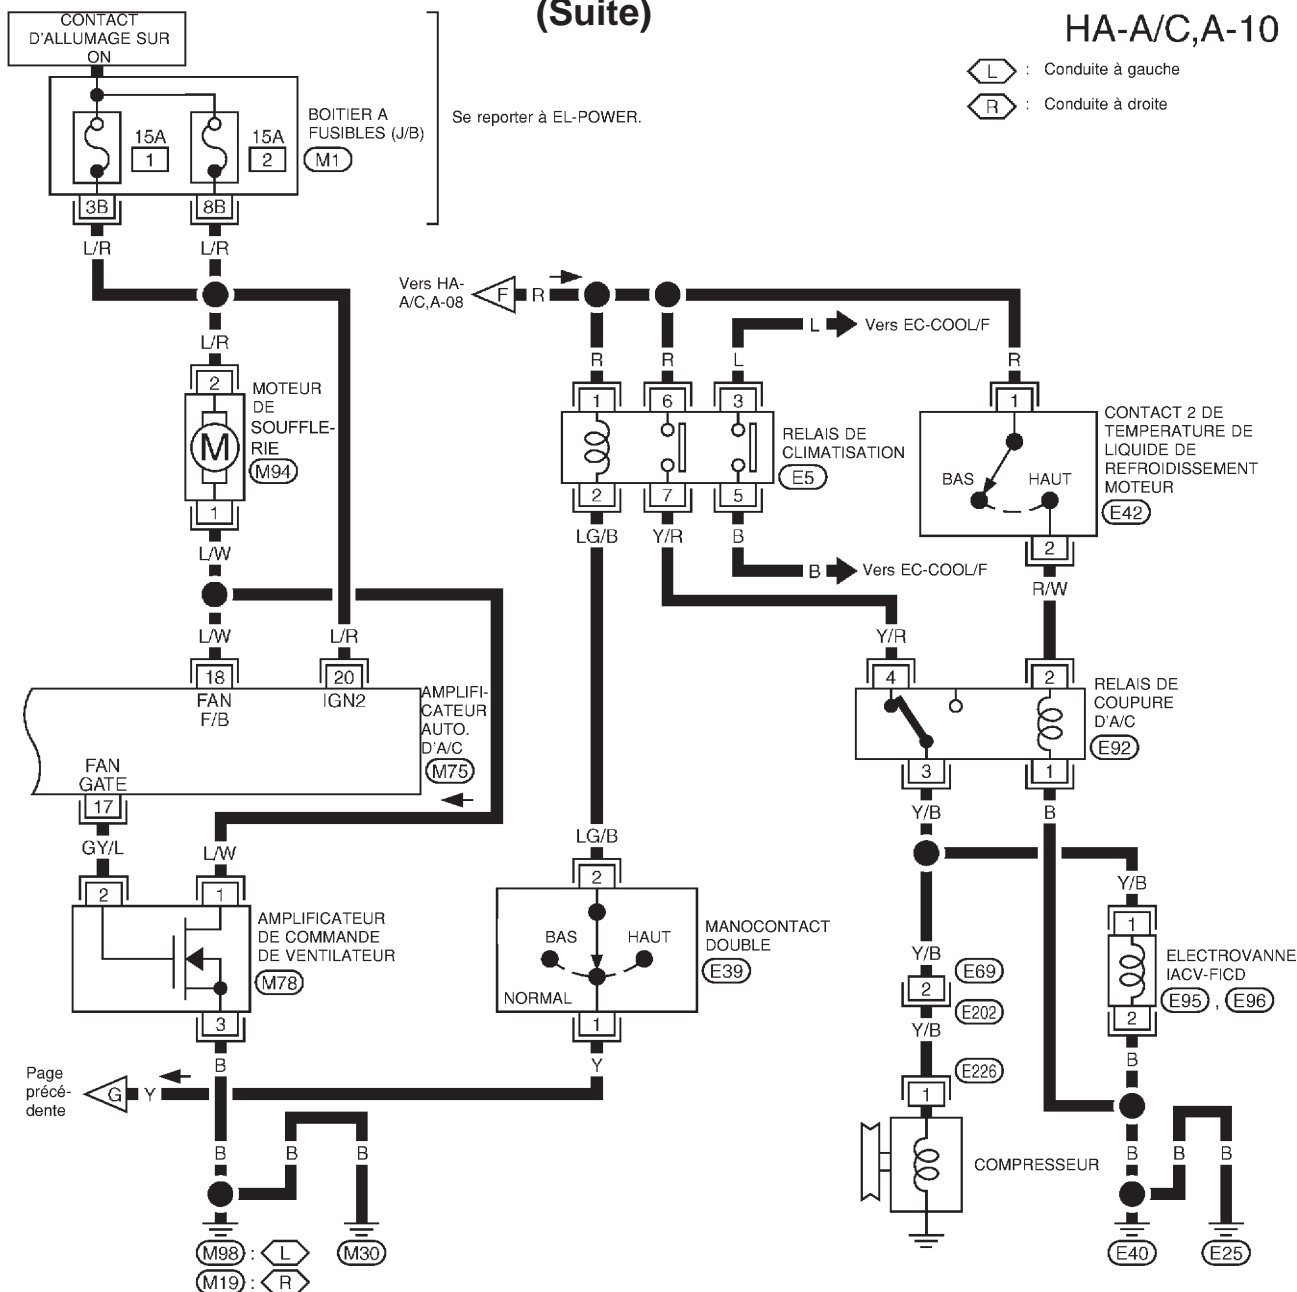 (Suite)
HA-A/C,A-10
L : Conduite à gauche
R : Conduite à droite
CONTACT
D'ALLUMAGE SUR
ON
BOITIER A
FUSIBLES (J/B)
M1
Se reporter à EL-POWER.
15A
1
15A
2
3B
8B
L/R
L/R
Vers HA-
A/C,A-08
F
R
L
Vers EC-COOL/F
L/R
R
R
L
R
2
MOTEUR
DE
SOUFFLE-
RIE
M94
M
1
1
6
3
RELAIS DE
CLIMATISATION
E5
2
7
5
1
CONTACT 2 DE
TEMPERATURE DE
LIQUIDE DE
REFROIDISSEMENT
MOTEUR
E42
BAS
HAUT
2
L/W
LG/B
Y/R
B
B
Vers EC-COOL/F
R/W
L/W
L/R
Y/R
18
20
FAN
F/B
IGN2
AMPLIFI-
CATEUR
AUTO.
D'A/C
M75
FAN
GATE
17
4
2
RELAIS DE
COUPURE
D'A/C
E92
3
1
GY/L
L/W
LG/B
Y/B
B
Y/B
2
1
AMPLIFICATEUR
DE COMMANDE
DE VENTILATEUR
M78
3
2
BAS
HAUT
NORMAL
MANOCONTACT
DOUBLE
E39
1
Y/B
2
E69
E202
Y/B
E226
1
1
ELECTROVANNE
IACV-FICD
E95 , E96
2
B
Y
B
Page
précé-
dente
G
Y
B
B
B
COMPRESSEUR
B
B
B
M98 : L
M19 : R
M30
E40
E25